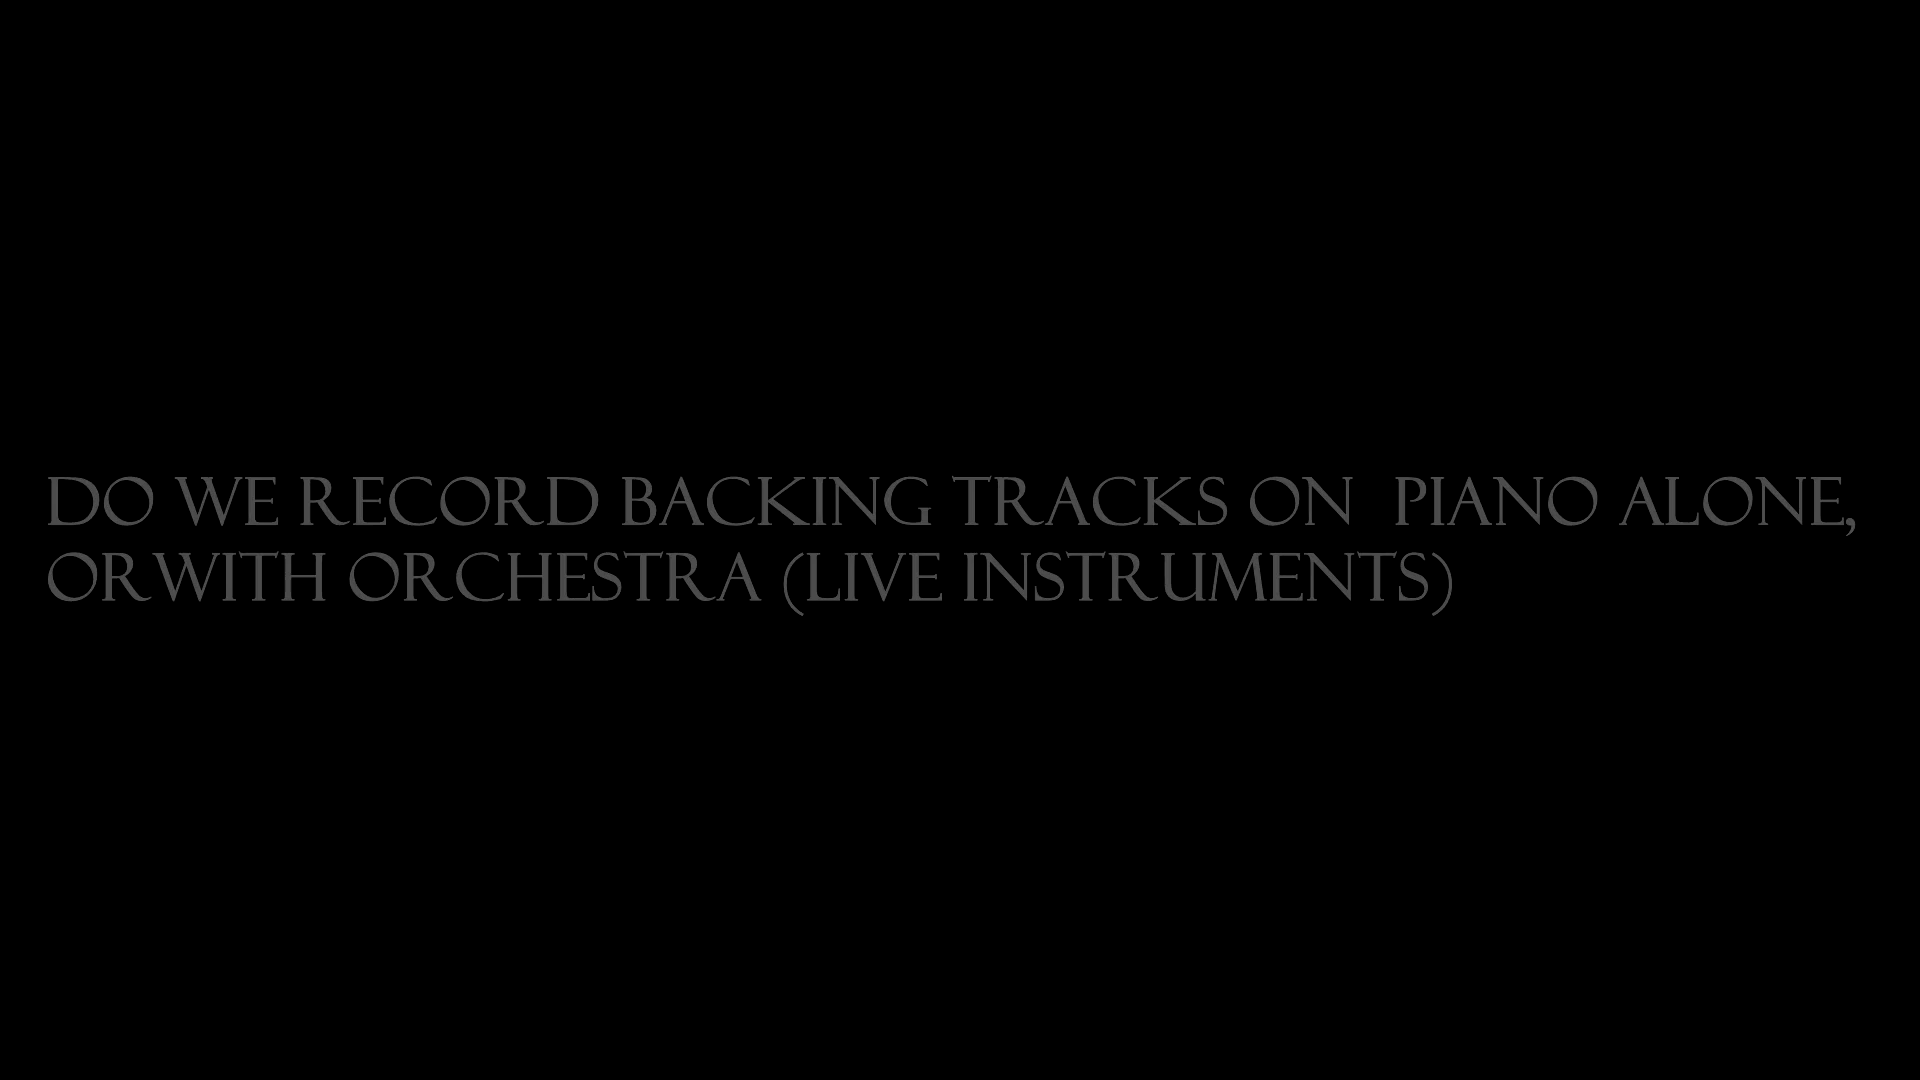 DO WE RECORD BACKING TRACKS ON  PIANO ALONE,
ORWITH ORCHESTRA (LIVE INSTRUMENTS)